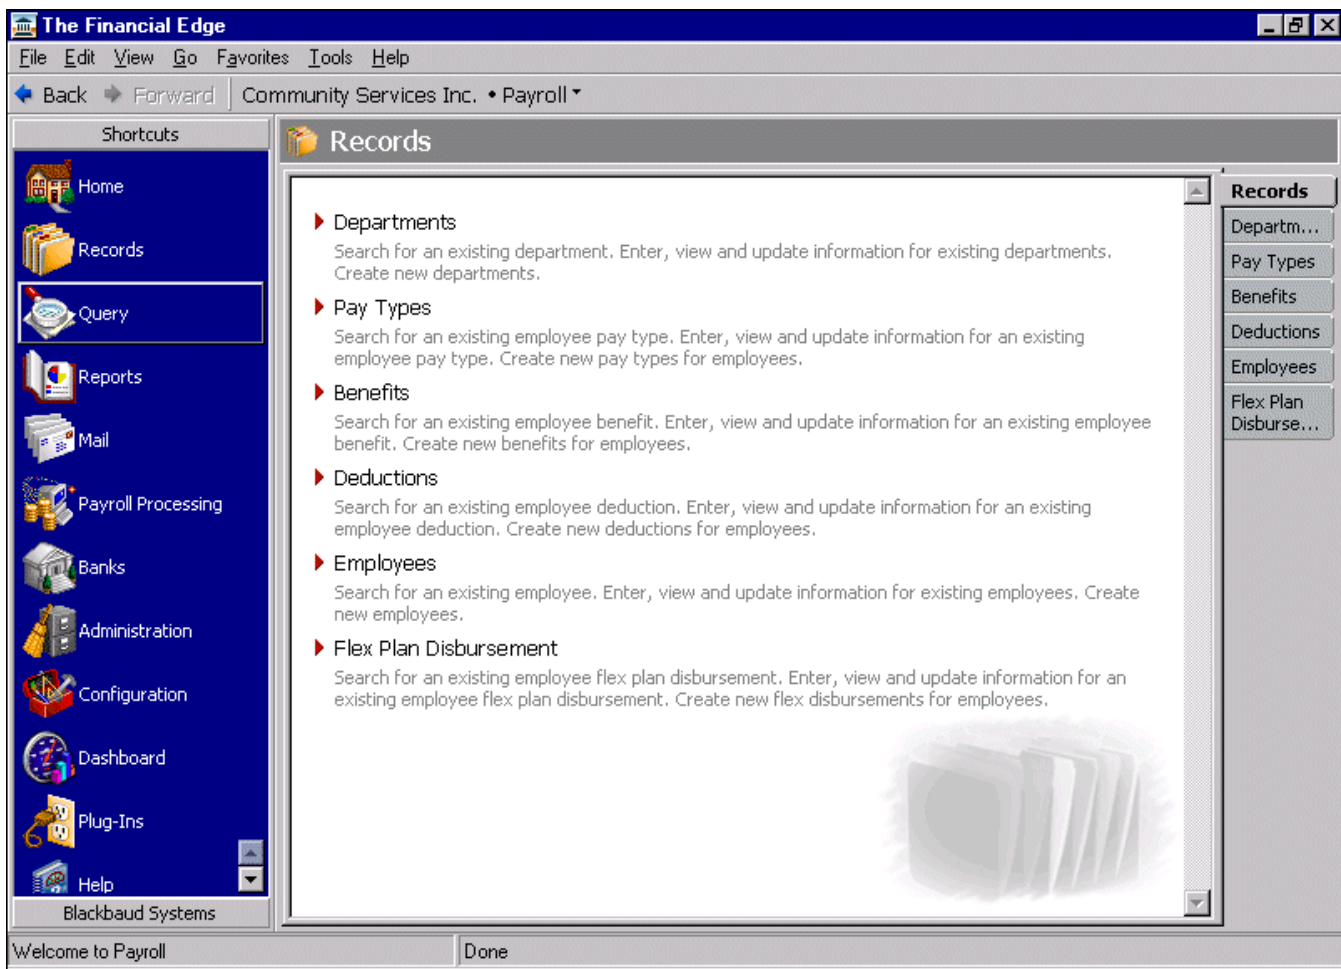 The Financial Edge
File Edit View Go Favorites Tools Help
Back Forward Community Services Inc. • Payroll
Shortcuts
Home
Records
Query
Reports
Mail
Payroll Processing
Banks
Administration
Configuration
Dashboard
Plug-Ins
Help
Blackbaud Systems
Records
Departments
Search for an existing department. Enter, view and update information for existing departments.
Create new departments.
Pay Types
Search for an existing employee pay type. Enter, view and update information for an existing
employee pay type. Create new pay types for employees.
Benefits
Search for an existing employee benefit. Enter, view and update information for an existing employee
benefit. Create new benefits for employees.
Deductions
Search for an existing employee deduction. Enter, view and update information for an existing
employee deduction. Create new deductions for employees.
Employees
Search for an existing employee. Enter, view and update information for existing employees. Create
new employees.
Flex Plan Disbursement
Search for an existing employee flex plan disbursement. Enter, view and update information for an
existing employee flex plan disbursement. Create new flex disbursements for employees.
Records
Departm...
Pay Types
Benefits
Deductions
Employees
Flex Plan
Disburse...
Welcome to Payroll
Done